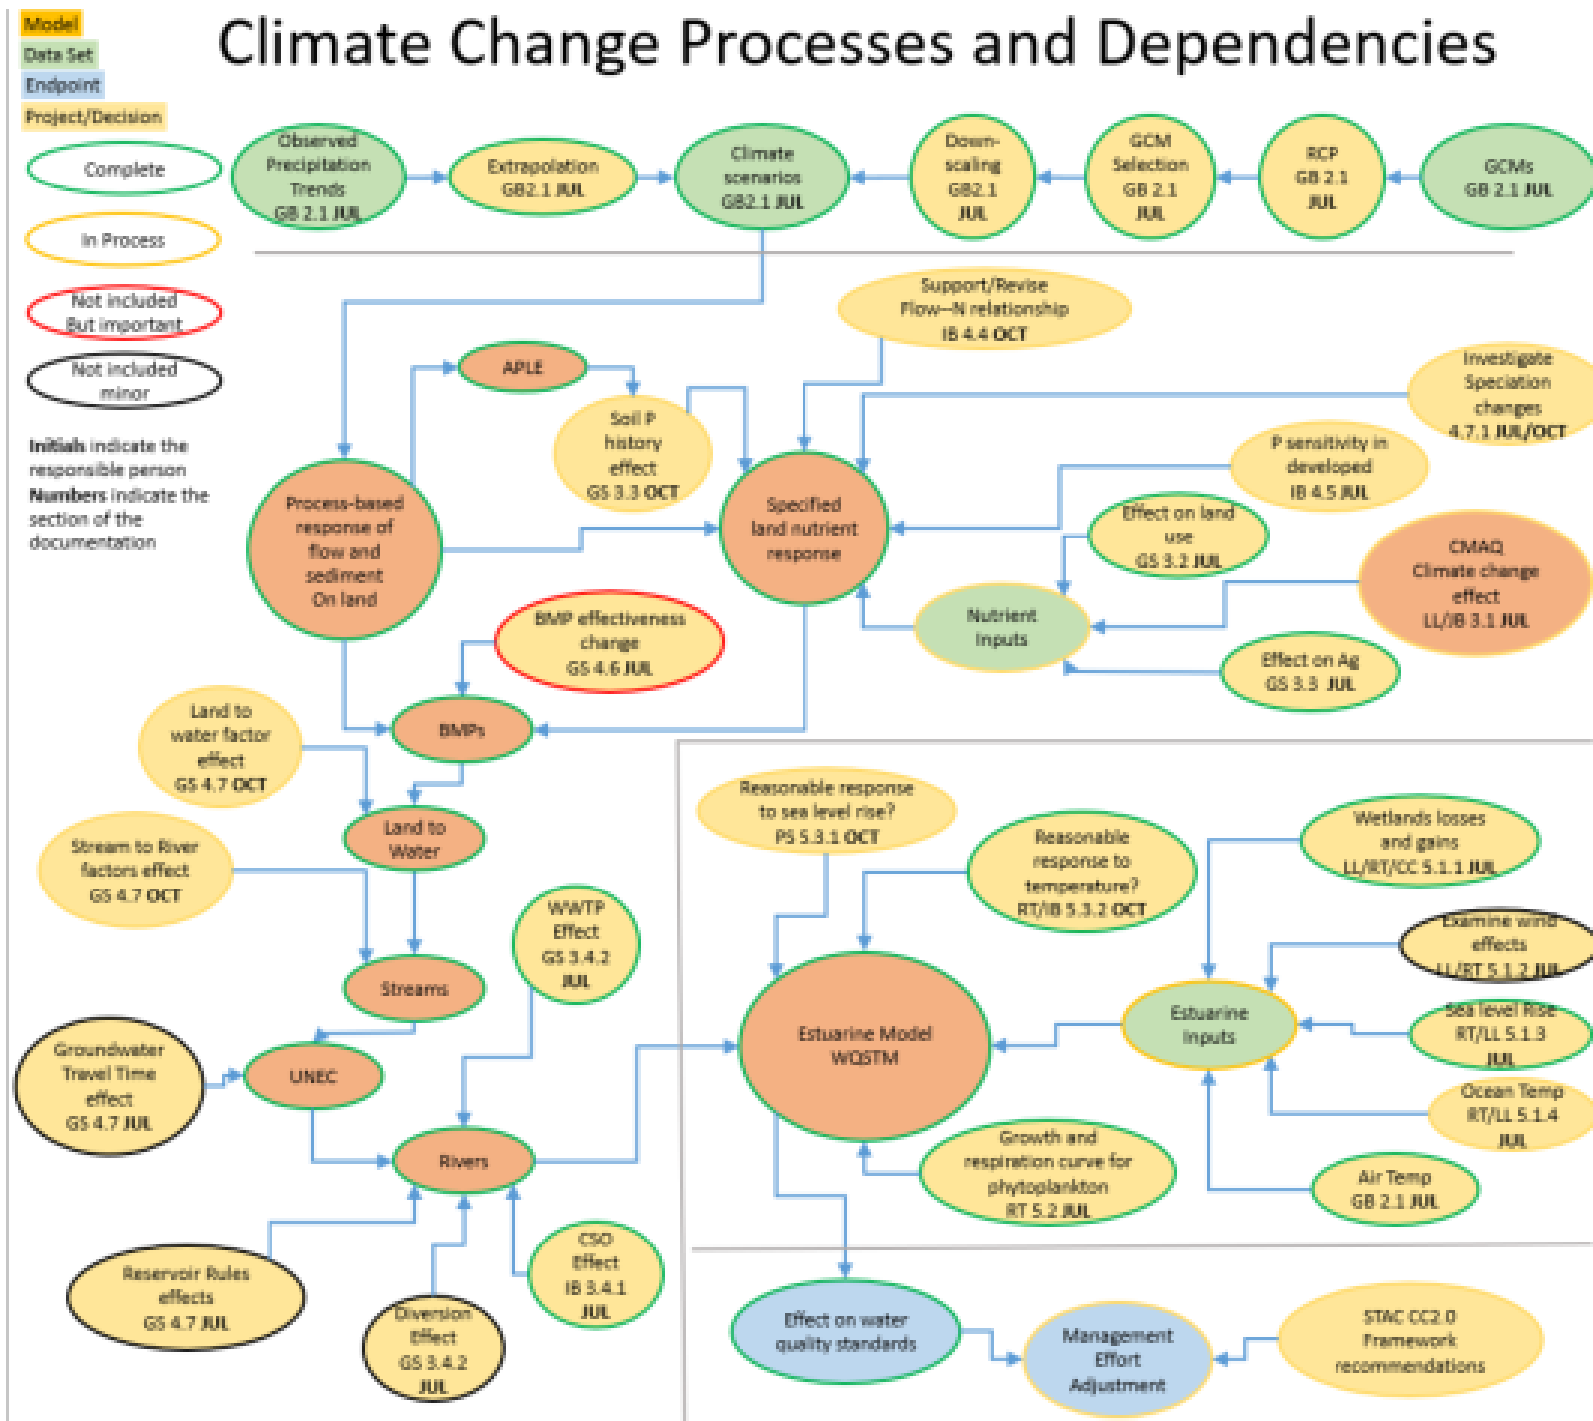 Climate Change Processes and Dependencies
Model
Data Set
Endpoint
Project/Decision
Complete
In Process
Not included
But important
Not included
minor
Initials indicate the
responsible person
Numbers indicate the
section of the
documentation
Observed
Precipitation
Trends
GB 2.1 JUL
Extrapolation
GB2.1 JUL
Climate
scenarios
GB2.1 JUL
Down-
scaling
GB2.1
JUL
GCM
Selection
GB 2.1
JUL
RCP
GB 2.1
JUL
GCMs
GB 2.1 JUL
Support/Revise
Flow--N relationship
IB 4.4 OCT
APLE
Soil P
history
effect
GS 3.3 OCT
Investigate
Speciation
changes
4.7.1 JUL/OCT
P sensitivity in
developed
IB 4.5 JUL
Process-based
response of
flow and
sediment
On land
Specified
land nutrient
response
Effect on land
use
GS 3.2 JUL
CMAQ
Climate change
effect
LL/IB 3.1 JUL
Nutrient
Inputs
BMP effectiveness
change
GS 4.6 JUL
Effect on Ag
GS 3.3 JUL
Land to
water factor
effect
GS 4.7 OCT
BMPs
Land to
Water
Stream to River
factors effect
GS 4.7 OCT
Streams
WWTP
Effect
GS 3.4.2
JUL
Groundwater
Travel Time
effect
GS 4.7 JUL
UNEC
Rivers
Reservoir Rules
effects
GS 4.7 JUL
Diversion
Effect
GS 3.4.2
JUL
CSO
Effect
IB 3.4.1
JUL
Reasonable response
to sea level rise?
PS 5.3.1 OCT
Reasonable
response to
temperature?
RT/IB 5.3.2 OCT
Wetlands losses
and gains
LL/RT/CC 5.1.1 JUL
Examine wind
effects
LL/RT 5.1.2 JUL
Estuarine Model
WQSTM
Estuarine
Inputs
Sea level Rise
RT/LL 5.1.3
JUL
Ocean Temp
RT/LL 5.1.4
JUL
Growth and
respiration curve for
phytoplankton
RT 5.2 JUL
Air Temp
GB 2.1 JUL
Effect on water
quality standards
Management
Effort
Adjustment
STAC CC2.0
Framework
recommendations